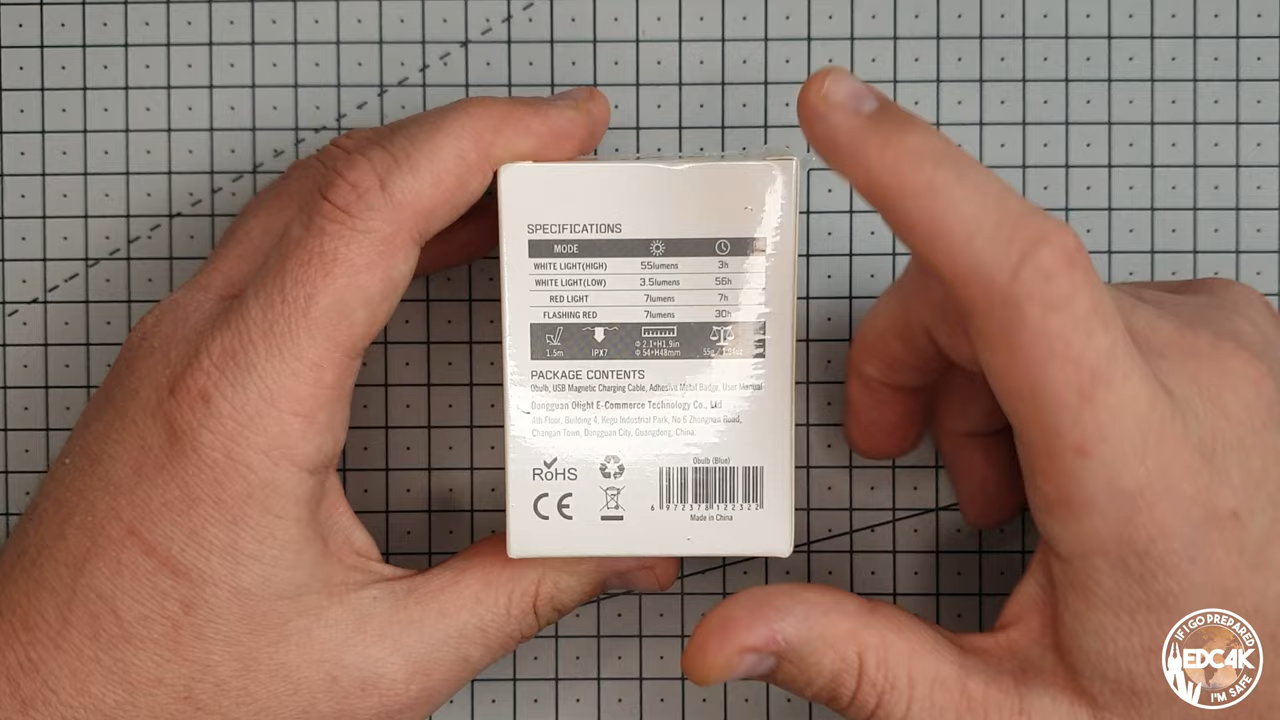 SPECIFICATIONS
MODE
WHITE LIGHT(HIGH) 55lumens 3h
WHITE LIGHT(LOW) 3.5lumens 56h
RED LIGHT 7lumens 7h
FLASHING RED 7lumens 30h
1.5m IPX7 Φ 2.1*H1.9in
Φ 54*H48mm 55g /
PACKAGE CONTENTS
Obulb, USB Magnetic Charging Cable, Adhesive Metal Badge, User Manual
Dongguan Olight E-Commerce Technology Co., Ltd
4th Floor, Building 4, Kegu Industrial Park, No 6 Zhongnan Road,
Changan Town, Dongguan City, Guangdong, China.
RoHS
CE
Obulb (Blue)
6 972378 122322
Made in China
IF I GO PREPARED
EDC4K
I'M SAFE